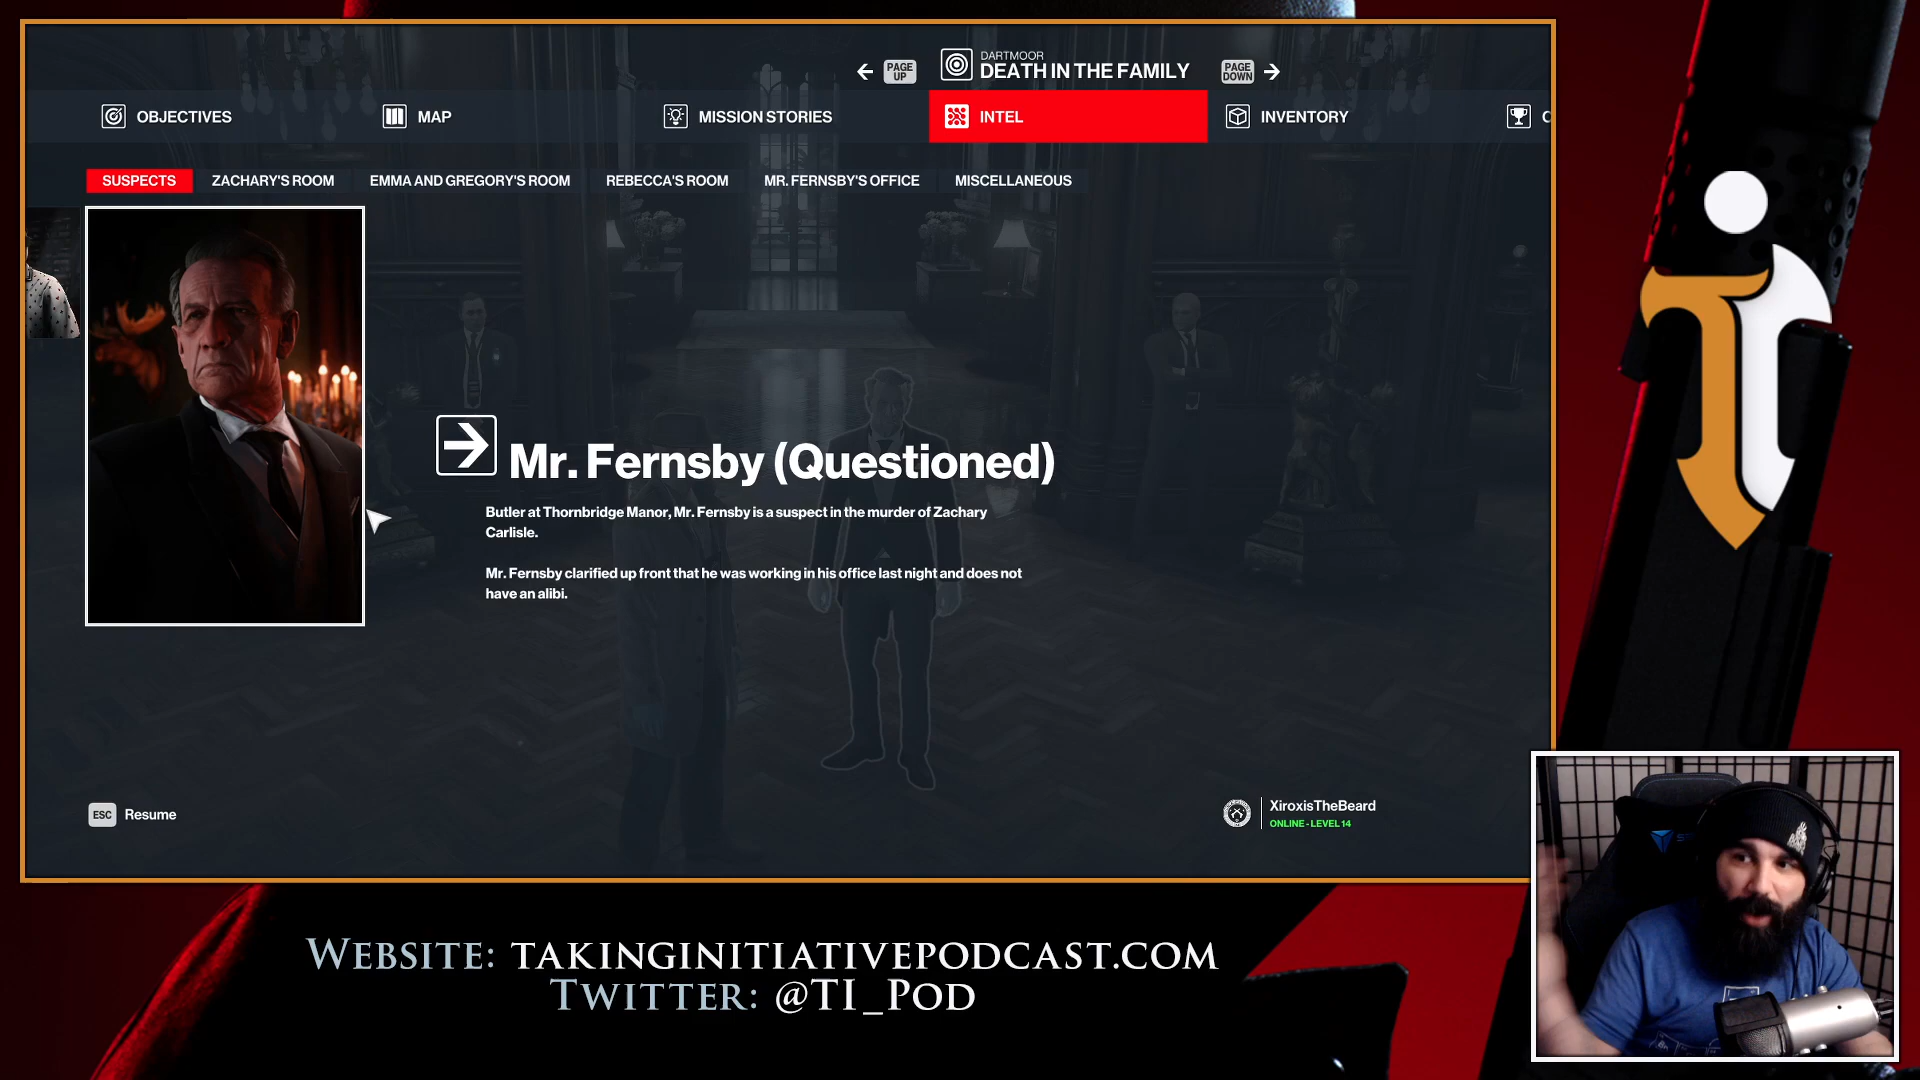 PAGE UP
DARTMOOR
DEATH IN THE FAMILY
PAGE DOWN
OBJECTIVES
MAP
MISSION STORIES
INTEL
INVENTORY
C
SUSPECTS
ZACHARY'S ROOM
EMMA AND GREGORY'S ROOM
REBECCA'S ROOM
MR. FERNSBY'S OFFICE
MISCELLANEOUS
Mr. Fernsby (Questioned)
Butler at Thornbridge Manor, Mr. Fernsby is a suspect in the murder of Zachary
Carlisle.
Mr. Fernsby clarified up front that he was working in his office last night and does not
have an alibi.
ESC Resume
XiroxisTheBeard
ONLINE - LEVEL 14
Website: takinginitiativepodcast.com
Twitter: @TI_Pod